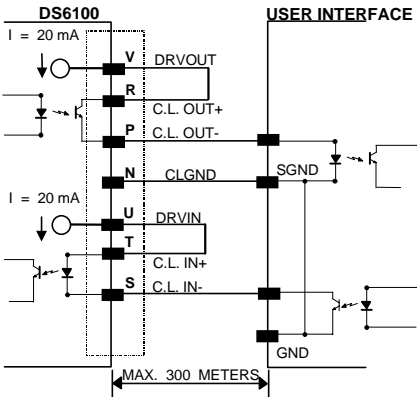 DS6100
USER INTERFACE
I = 20 mA
V
DRVOUT
R
C.L. OUT+
P
C.L. OUT-
N
CLGND
SGND
I = 20 mA
U
DRVIN
T
C.L. IN+
S
C.L. IN-
GND
MAX. 300 METERS